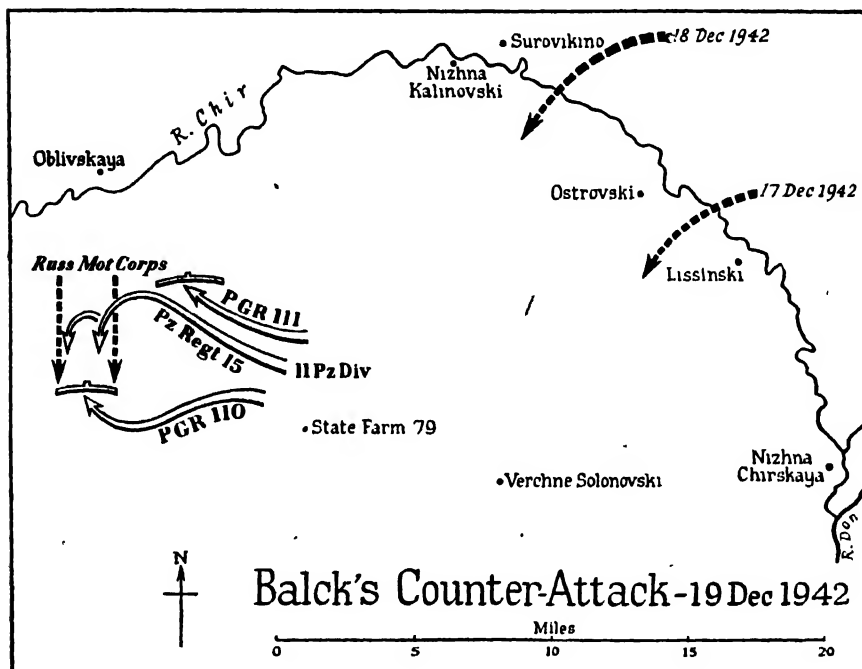 18 Dec 1942
Surovikino
Nizhna
Kalinovski
R. Chir
Oblivskaya
Ostrovski
17 Dec 1942
Lissinski
Russ Mot Corps
PGR 111
Pz Regt 15
11 Pz Div
PGR 110
State Farm 79
Verchne Solonovski
Nizhna
Chirskaya
R. Don
N
Balck's Counter-Attack - 19 Dec 1942
Miles
0 5 10 15 20